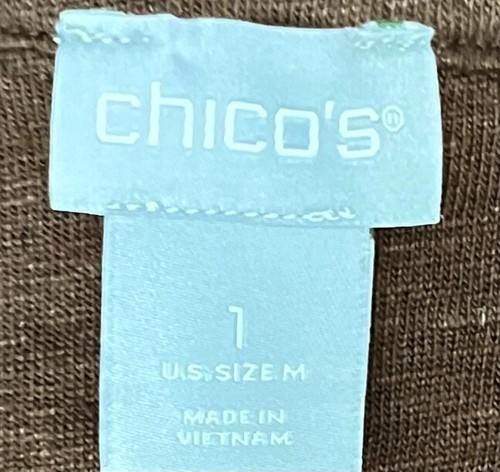 chico's®
1
U.S. SIZE M
MADE IN
VIETNAM